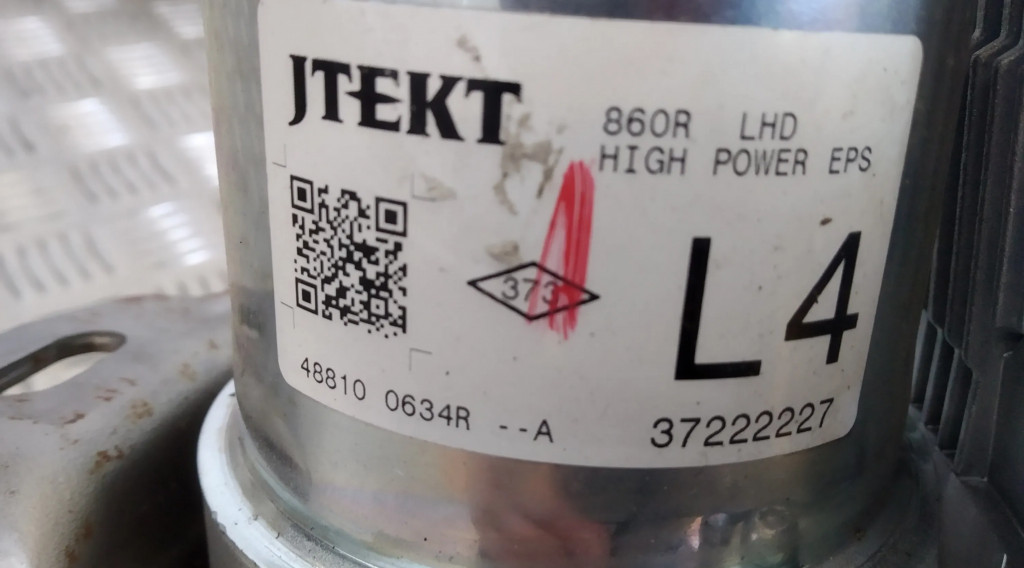 JTEKT
860R LHD
HIGH POWER EPS
373
L4
48810 0634R --A
37222227